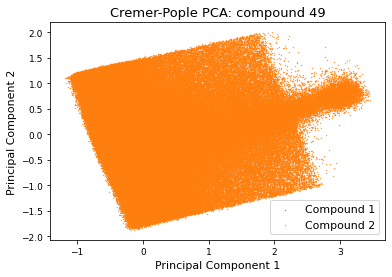 Cremer-Pople PCA: compound 49
Principal Component 2
2.0
1.5
1.0
0.5
0.0
−0.5
−1.0
−1.5
−2.0
Compound 1
Compound 2
−1 0 1 2 3
Principal Component 1